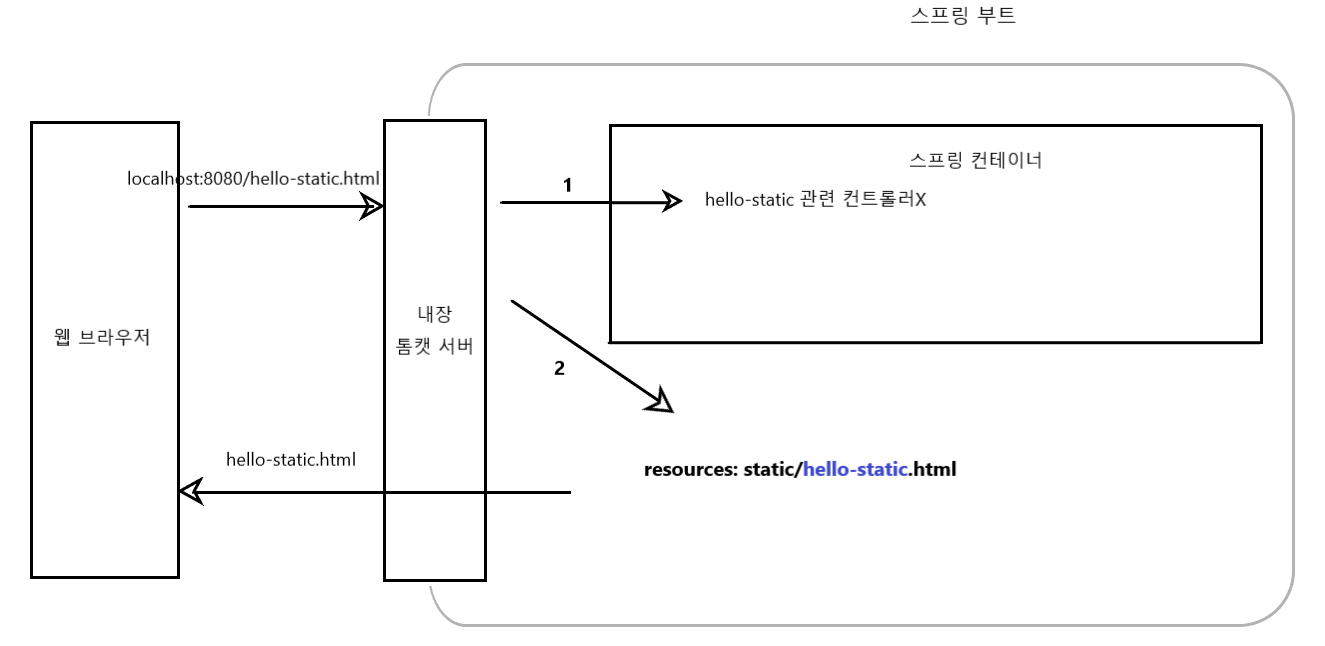 스프링 부트
스프링 컨테이너
localhost:8080/hello-static.html
1
hello-static 관련 컨트롤러X
내장
톰캣 서버
웹 브라우저
2
hello-static.html
resources: static/hello-static.html